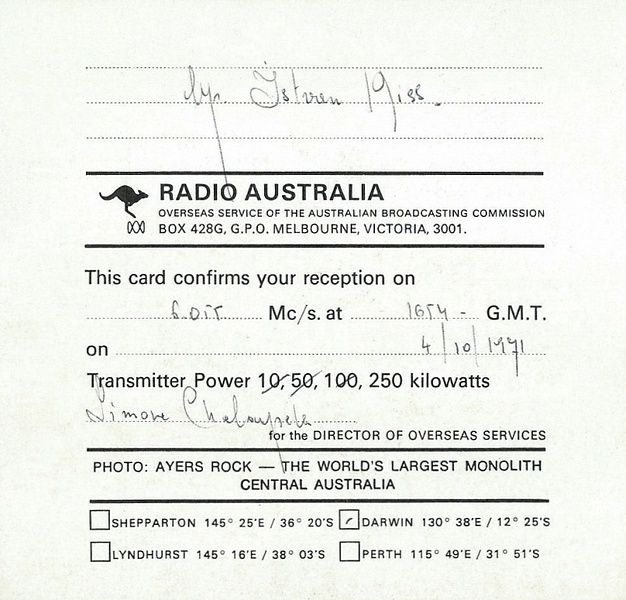 Istvan Kiss.
RADIO AUSTRALIA
OVERSEAS SERVICE OF THE AUSTRALIAN BROADCASTING COMMISSION
BOX 428G, G.P.O. MELBOURNE, VICTORIA, 3001.
This card confirms your reception on
6.055 Mc/s. at G.M.T.
on 4/10/1971
Transmitter Power 10, 50, 100, 250 kilowatts
Simone
for the DIRECTOR OF OVERSEAS SERVICES
PHOTO: AYERS ROCK — THE WORLD'S LARGEST MONOLITH
CENTRAL AUSTRALIA
SHEPPARTON 145° 25'E / 36° 20'S DARWIN 130° 38'E / 12° 25'S
LYNDHURST 145° 16'E / 38° 03'S PERTH 115° 49'E / 31° 51'S